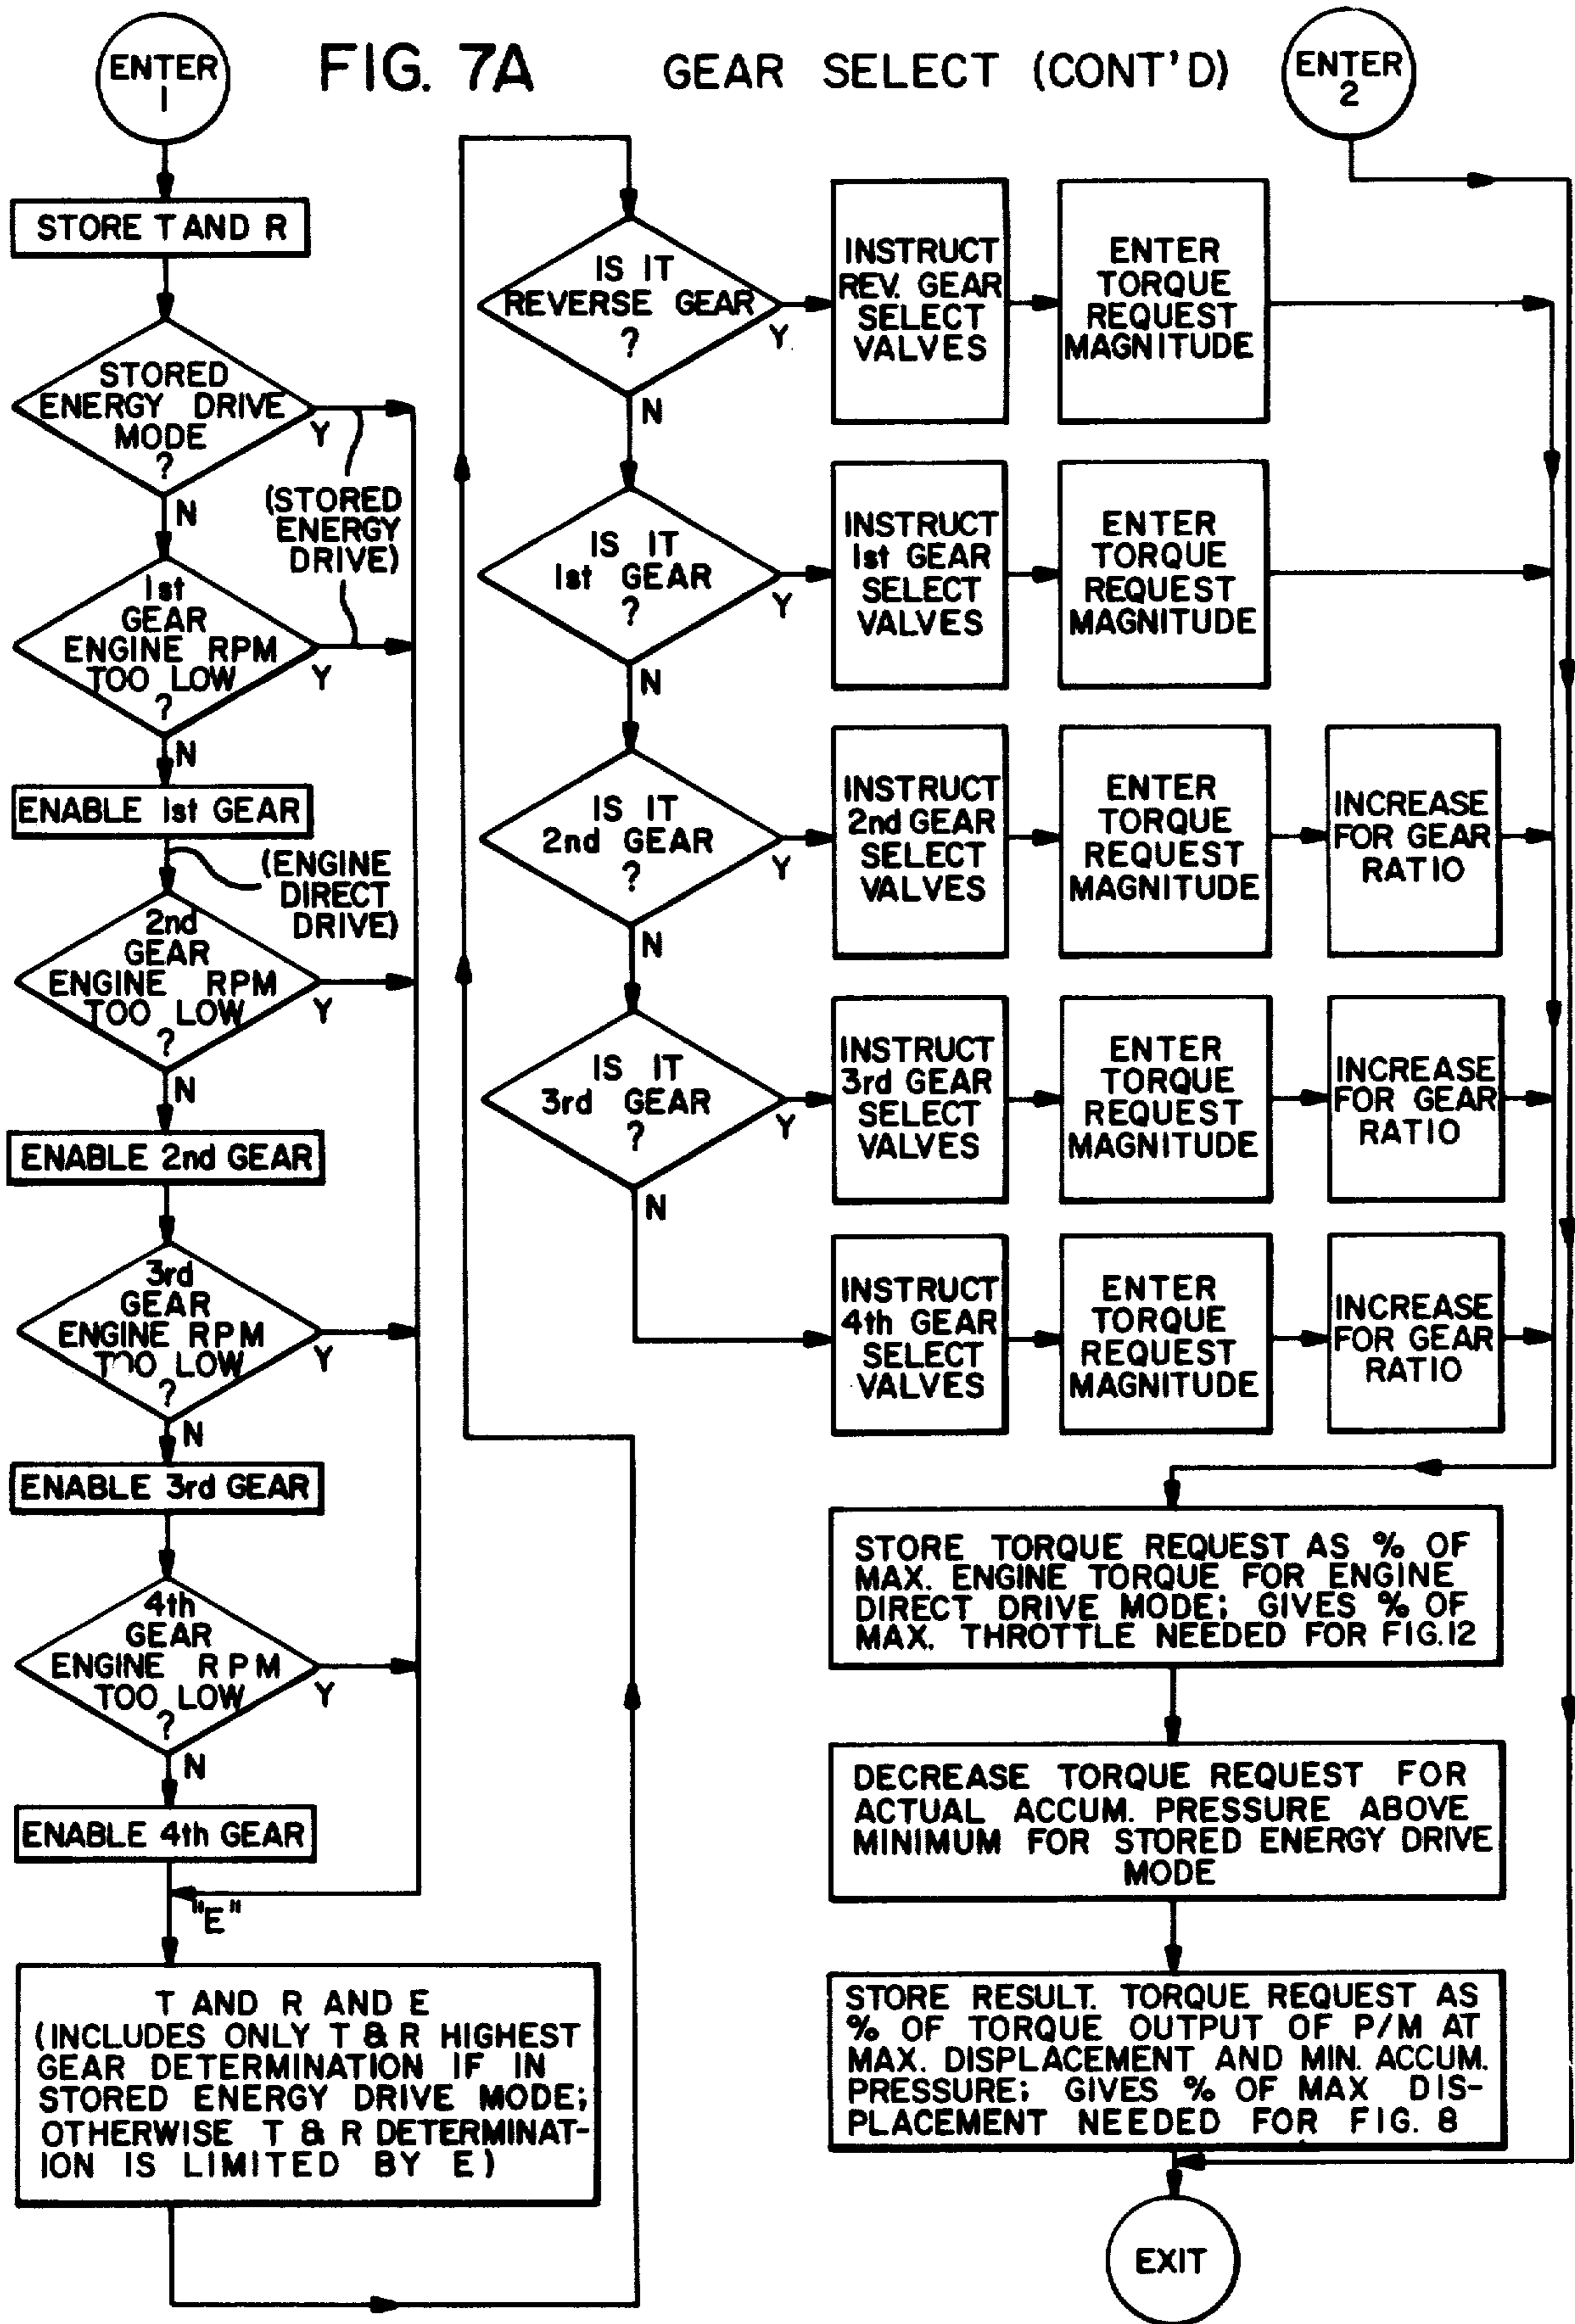 ENTER
1
FIG. 7A
GEAR SELECT (CONT'D)
ENTER
2
STORE T AND R
STORED
ENERGY DRIVE
MODE
?
Y
N
(STORED
ENERGY
DRIVE)
1st
GEAR
ENGINE RPM
TOO LOW
?
Y
N
ENABLE 1st GEAR
(ENGINE
DIRECT
DRIVE)
2nd
GEAR
ENGINE RPM
TOO LOW
?
Y
N
ENABLE 2nd GEAR
3rd
GEAR
ENGINE RPM
TOO LOW
?
Y
N
ENABLE 3rd GEAR
4th
GEAR
ENGINE RPM
TOO LOW
?
Y
N
ENABLE 4th GEAR
"E"
T AND R AND E
(INCLUDES ONLY T & R HIGHEST
GEAR DETERMINATION IF IN
STORED ENERGY DRIVE MODE;
OTHERWISE T & R DETERMINAT-
ION IS LIMITED BY E)
IS IT
REVERSE GEAR
?
Y
N
INSTRUCT
REV. GEAR
SELECT
VALVES
ENTER
TORQUE
REQUEST
MAGNITUDE
IS IT
1st GEAR
?
Y
N
INSTRUCT
1st GEAR
SELECT
VALVES
ENTER
TORQUE
REQUEST
MAGNITUDE
IS IT
2nd GEAR
?
Y
N
INSTRUCT
2nd GEAR
SELECT
VALVES
ENTER
TORQUE
REQUEST
MAGNITUDE
INCREASE
FOR GEAR
RATIO
IS IT
3rd GEAR
?
Y
N
INSTRUCT
3rd GEAR
SELECT
VALVES
ENTER
TORQUE
REQUEST
MAGNITUDE
INCREASE
FOR GEAR
RATIO
INSTRUCT
4th GEAR
SELECT
VALVES
ENTER
TORQUE
REQUEST
MAGNITUDE
INCREASE
FOR GEAR
RATIO
STORE TORQUE REQUEST AS % OF
MAX. ENGINE TORQUE FOR ENGINE
DIRECT DRIVE MODE; GIVES % OF
MAX. THROTTLE NEEDED FOR FIG.12
DECREASE TORQUE REQUEST FOR
ACTUAL ACCUM. PRESSURE ABOVE
MINIMUM FOR STORED ENERGY DRIVE
MODE
STORE RESULT. TORQUE REQUEST AS
% OF TORQUE OUTPUT OF P/M AT
MAX. DISPLACEMENT AND MIN. ACCUM.
PRESSURE; GIVES % OF MAX DIS-
PLACEMENT NEEDED FOR FIG. 8
EXIT